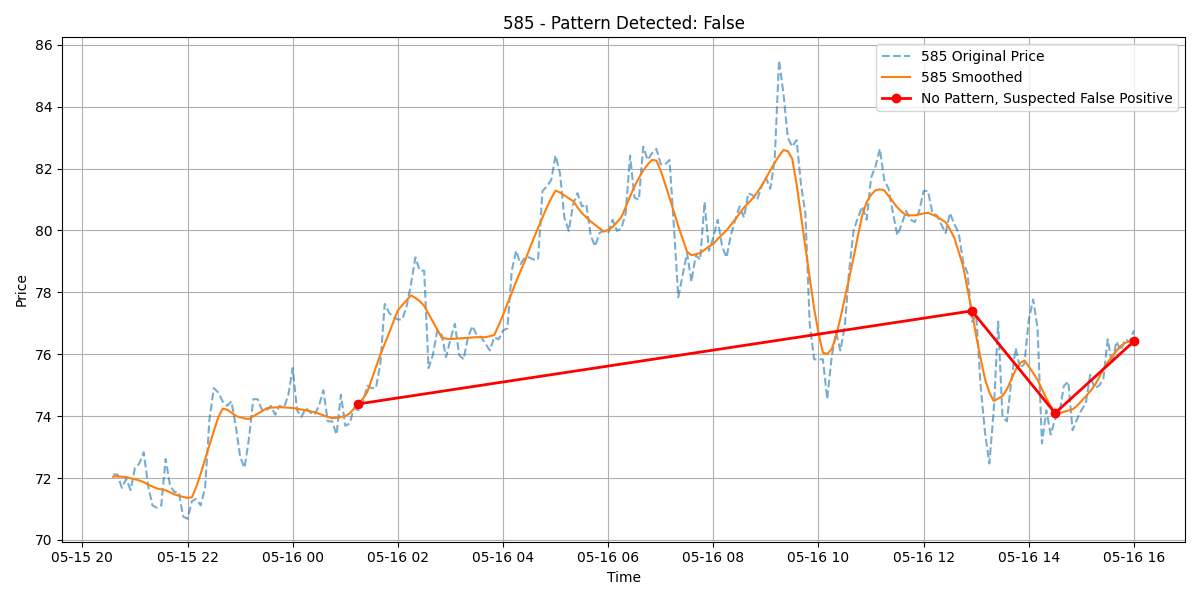 585 - Pattern Detected: False
585 Original Price
585 Smoothed
No Pattern, Suspected False Positive
Price
86
84
82
80
78
76
74
72
70
05-15 20 05-15 22 05-16 00 05-16 02 05-16 04 05-16 06 05-16 08 05-16 10 05-16 12 05-16 14 05-16 16
Time